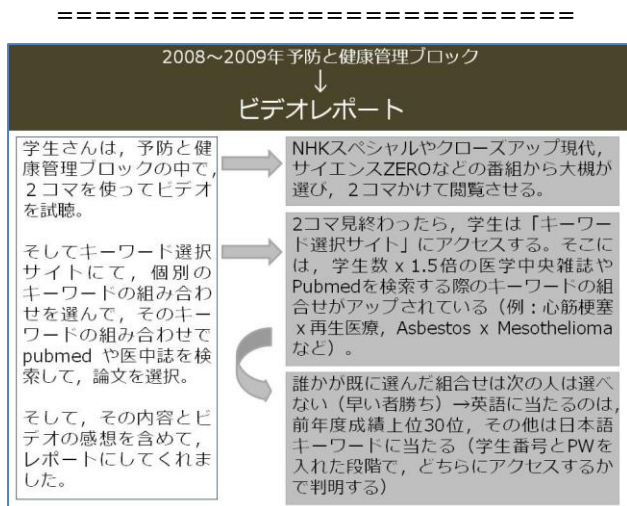 ============================
2008～2009年予防と健康管理ブロック
↓
ビデオレポート
学生さんは，予防と健
康管理ブロックの中で，
２コマを使ってビデオ
を試聴。
そしてキーワード選択
サイトにて，個別の
キーワードの組み合わ
せを選んで，そのキー
ワードの組み合わせで
pubmed や医中誌を検
索して，論文を選択。
そして，その内容とビ
デオの感想を含めて，
レポートにしてくれま
した。
NHKスペシャルやクローズアップ現代，
サイエンスZEROなどの番組から大槻が
選び，２コマかけて閲覧させる。
2コマ見終わったら，学生は「キーワー
ド選択サイト」にアクセスする。そこに
は，学生数 x 1.5倍の医学中央雑誌や
Pubmedを検索する際のキーワードの組
合せがアップされている（例：心筋梗塞
x 再生医療，Asbestos x Mesothelioma
など）。
誰かが既に選んだ組合せは次の人は選べ
ない（早い者勝ち）→英語に当たるのは，
前年度成績上位30位，その他は日本語
キーワードに当たる（学生番号とPWを
入れた段階で，どちらにアクセスするか
で判明する）